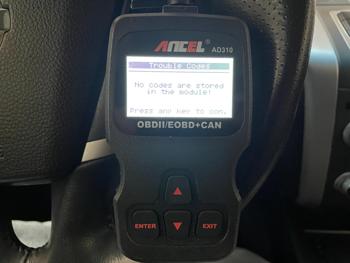 ANCEL
AD310
Trouble Codes
No codes are stored
in the module!
Press any key to con.
OBDII/EOBD+CAN
ENTER
EXIT